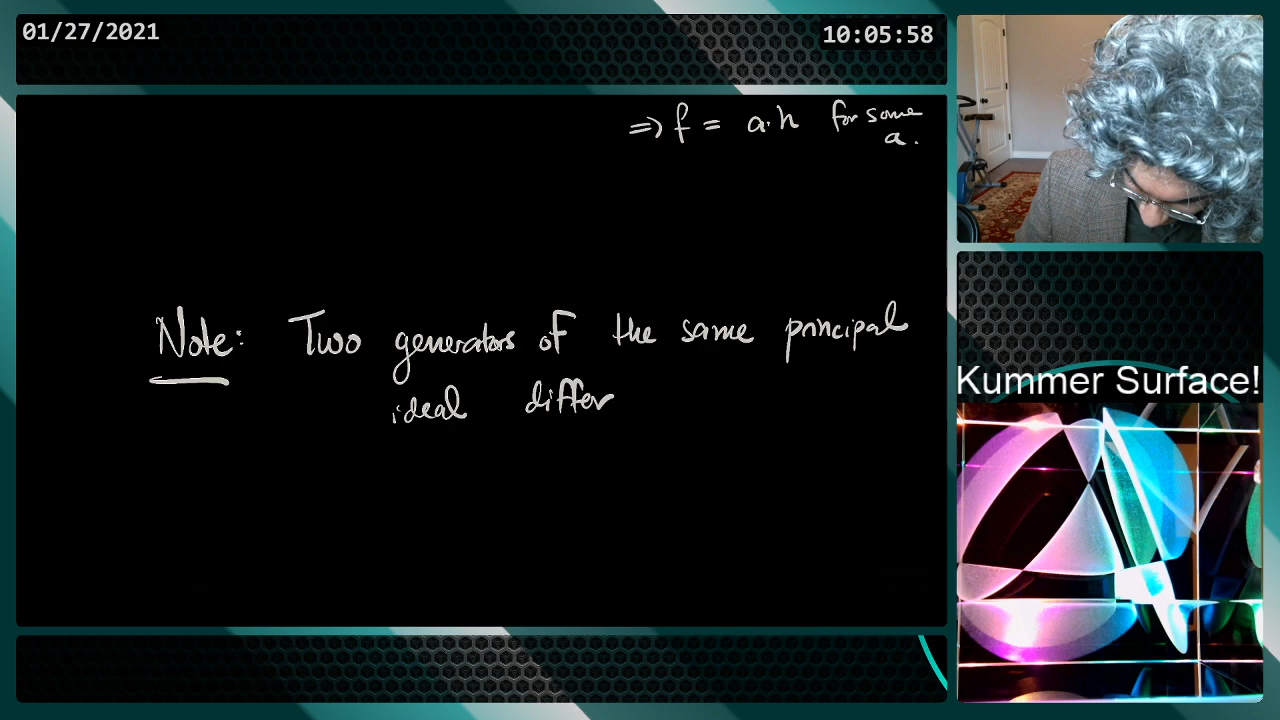 01/27/2021
10:05:58
⇒ f = a·h for some
a.
Note: Two generators of the same principal
ideal differ
Kummer Surface!